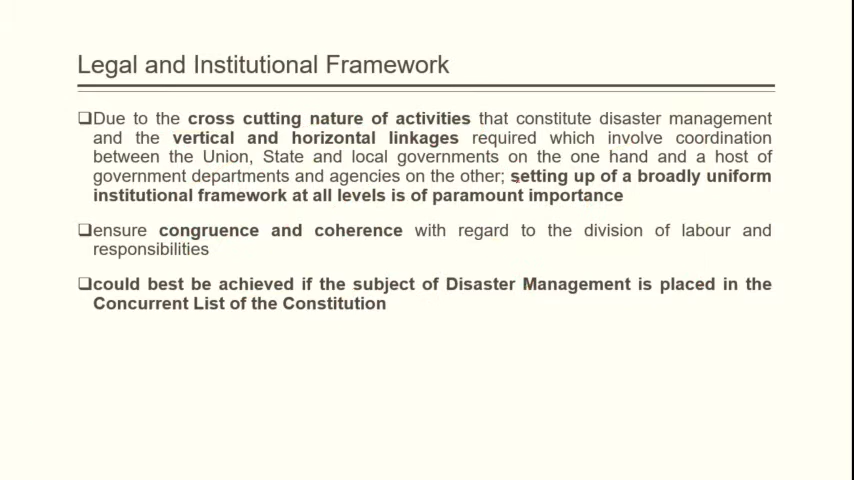 Legal and Institutional Framework
❑Due to the cross cutting nature of activities that constitute disaster management
and the vertical and horizontal linkages required which involve coordination
between the Union, State and local governments on the one hand and a host of
government departments and agencies on the other; setting up of a broadly uniform
institutional framework at all levels is of paramount importance
❑ensure congruence and coherence with regard to the division of labour and
responsibilities
❑could best be achieved if the subject of Disaster Management is placed in the
Concurrent List of the Constitution